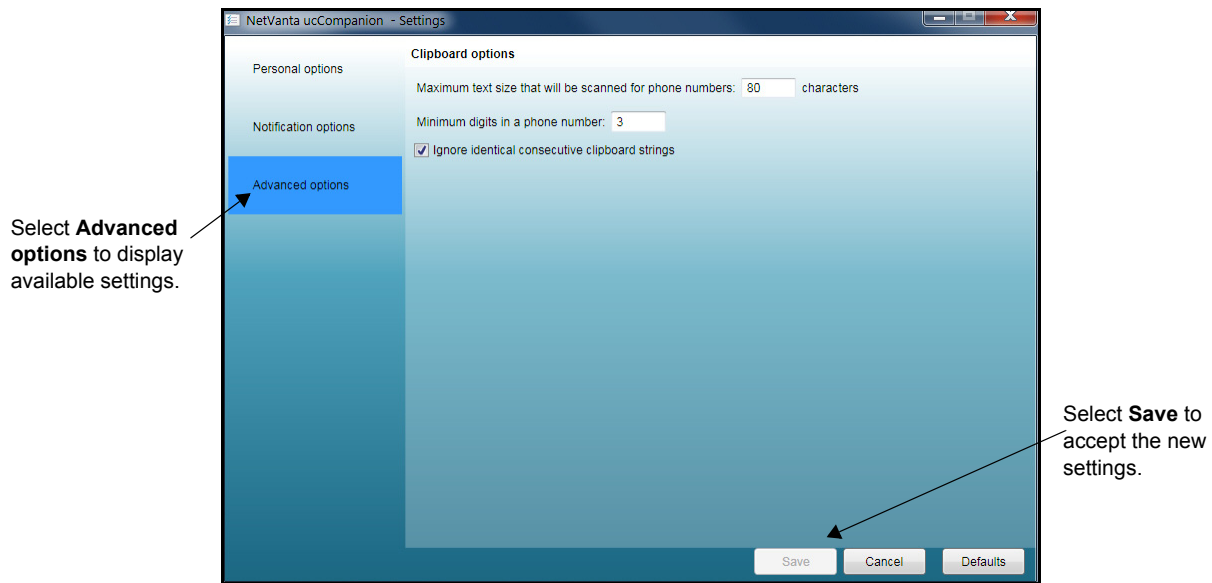 NetVanta ucCompanion - Settings
Personal options
Notification options
Advanced options
Clipboard options
Maximum text size that will be scanned for phone numbers: 80 characters
Minimum digits in a phone number: 3
Ignore identical consecutive clipboard strings
Select Advanced
options to display
available settings.
Select Save to
accept the new
settings.
Save Cancel Defaults